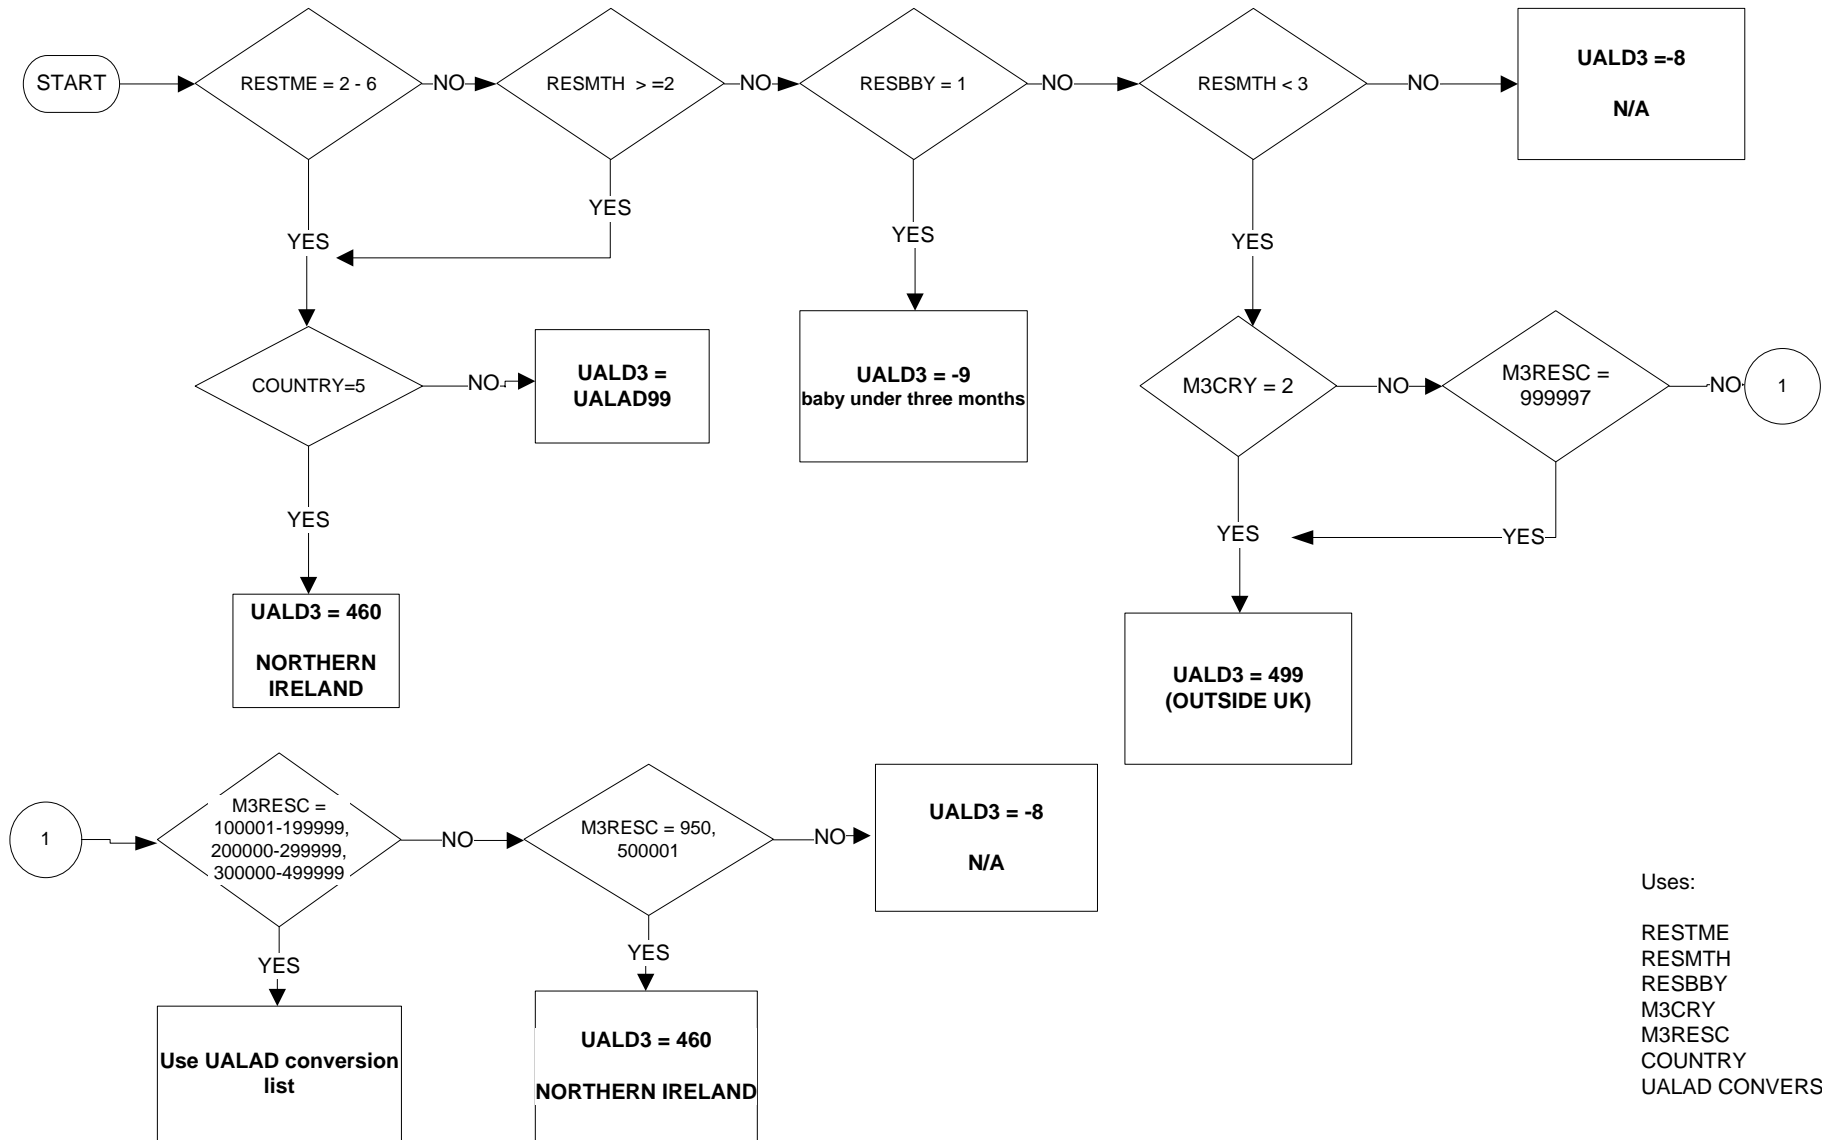 START
RESTME = 2 - 6
NO
RESMTH > =2
NO
RESBBY = 1
NO
RESMTH < 3
NO
UALD3 =-8
N/A
YES
YES
YES
YES
COUNTRY=5
NO
UALD3 =
UALAD99
UALD3 = -9
baby under three months
M3CRY = 2
NO
M3RESC =
999997
NO
1
YES
YES
YES
UALD3 = 460
NORTHERN
IRELAND
UALD3 = 499
(OUTSIDE UK)
1
M3RESC =
100001-199999,
200000-299999,
300000-499999
NO
M3RESC = 950,
500001
NO
UALD3 = -8
N/A
YES
YES
Use UALAD conversion
list
UALD3 = 460
NORTHERN IRELAND
Uses:
RESTME
RESMTH
RESBBY
M3CRY
M3RESC
COUNTRY
UALAD CONVERS